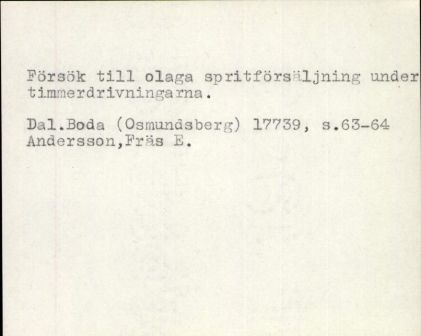 Försök till olaga spritförsäljning under
timmerdrivningarna.
Dal.Boda (Osmundsberg) 17739, s.63-64
Andersson,Fräs E.